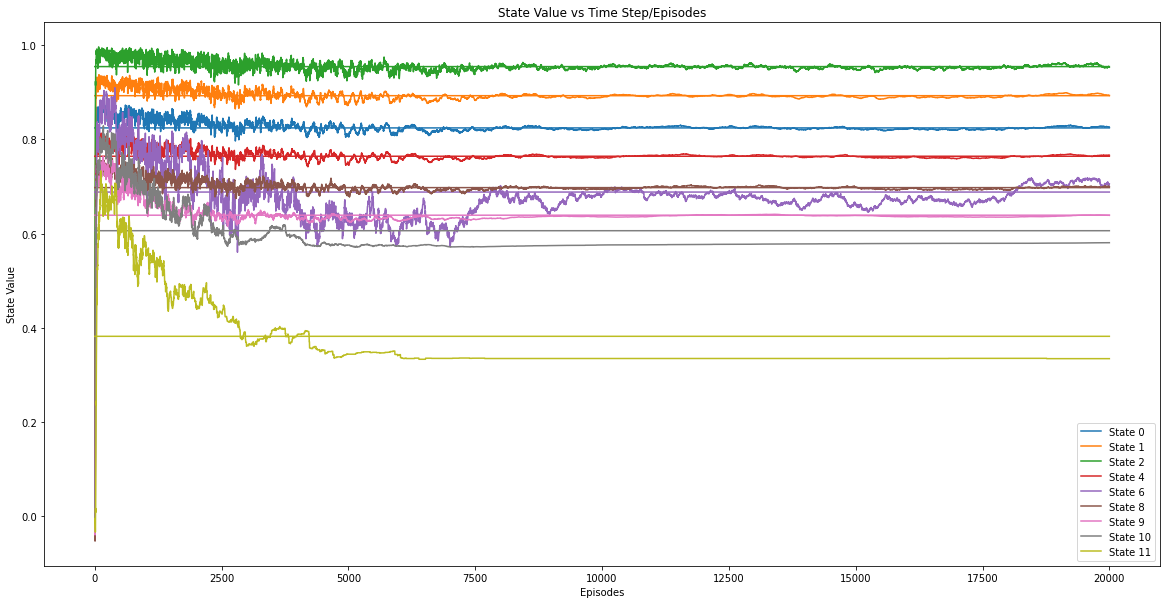 State Value vs Time Step/Episodes
State Value
1.0
0.8
0.6
0.4
0.2
0.0
0 2500 5000 7500 10000 12500 15000 17500 20000
Episodes
State 0
State 1
State 2
State 4
State 6
State 8
State 9
State 10
State 11